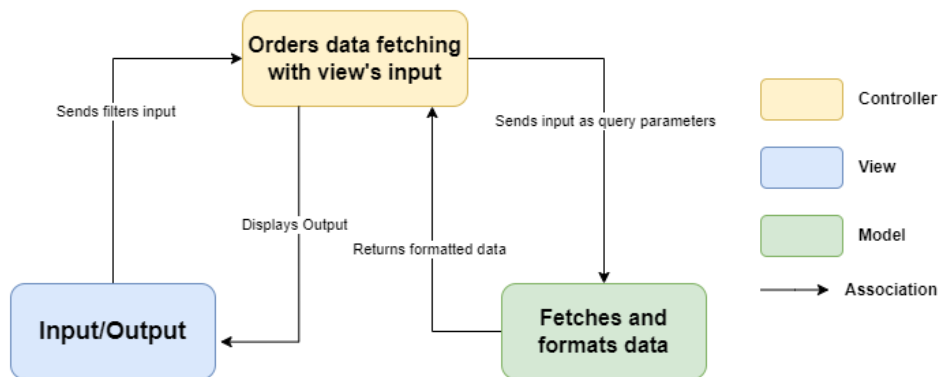 Orders data fetching
with view's input
Sends filters input
Sends input as query parameters
Displays Output
Returns formatted data
Input/Output
Fetches and
formats data
Controller
View
Model
Association